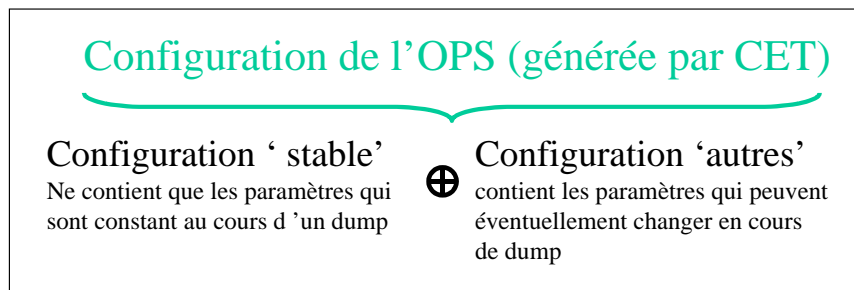 Configuration de l’OPS (générée par CET)
Configuration ‘ stable’
Ne contient que les paramètres qui
sont constant au cours d ’un dump
⊕
Configuration ‘autres’
contient les paramètres qui peuvent
éventuellement changer en cours
de dump